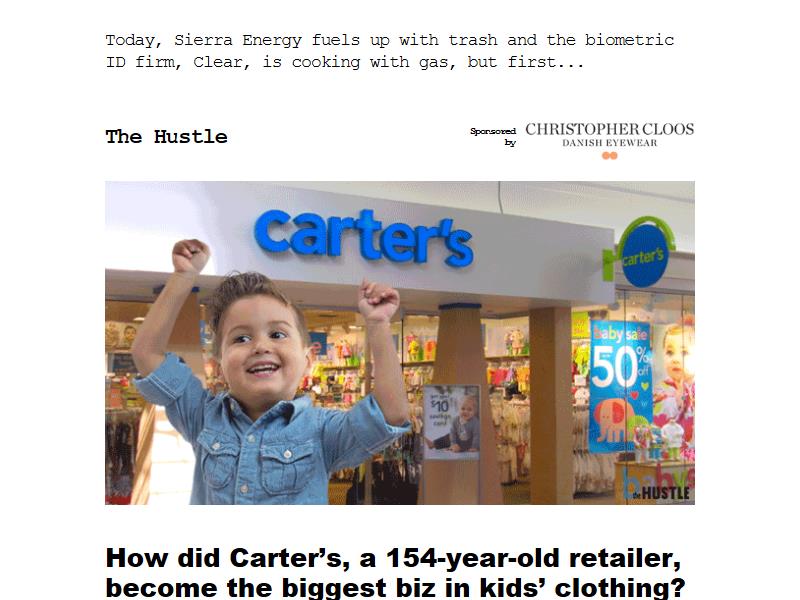 Today, Sierra Energy fuels up with trash and the biometric
ID firm, Clear, is cooking with gas, but first...
The Hustle
Sponsored
by
CHRISTOPHER CLOOS
DANISH EYEWEAR
carter's
carter's
baby sale
50% off
$10
savings
card
the HUSTLE
How did Carter’s, a 154-year-old retailer,
become the biggest biz in kids’ clothing?